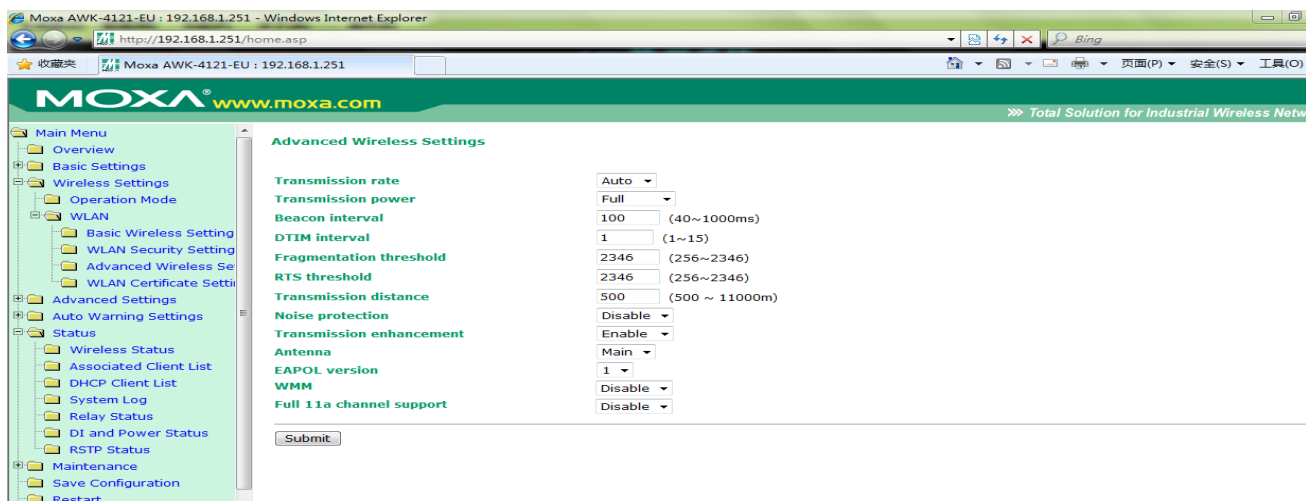 Moxa AWK-4121-EU : 192.168.1.251 - Windows Internet Explorer
http://192.168.1.251/home.asp
Bing
收藏夹
Moxa AWK-4121-EU : 192.168.1.251
页面(P)
安全(S)
工具(O)
MOXA® www.moxa.com
Total Solution for Industrial Wireless Netw
Main Menu
Overview
Basic Settings
Wireless Settings
Operation Mode
WLAN
Basic Wireless Setting
WLAN Security Setting
Advanced Wireless Se
WLAN Certificate Setti
Advanced Settings
Auto Warning Settings
Status
Wireless Status
Associated Client List
DHCP Client List
System Log
Relay Status
DI and Power Status
RSTP Status
Maintenance
Save Configuration
Restart
Advanced Wireless Settings
Transmission rate Auto
Transmission power Full
Beacon interval 100 (40~1000ms)
DTIM interval 1 (1~15)
Fragmentation threshold 2346 (256~2346)
RTS threshold 2346 (256~2346)
Transmission distance 500 (500 ~ 11000m)
Noise protection Disable
Transmission enhancement Enable
Antenna Main
EAPOL version 1
WMM Disable
Full 11a channel support Disable
Submit